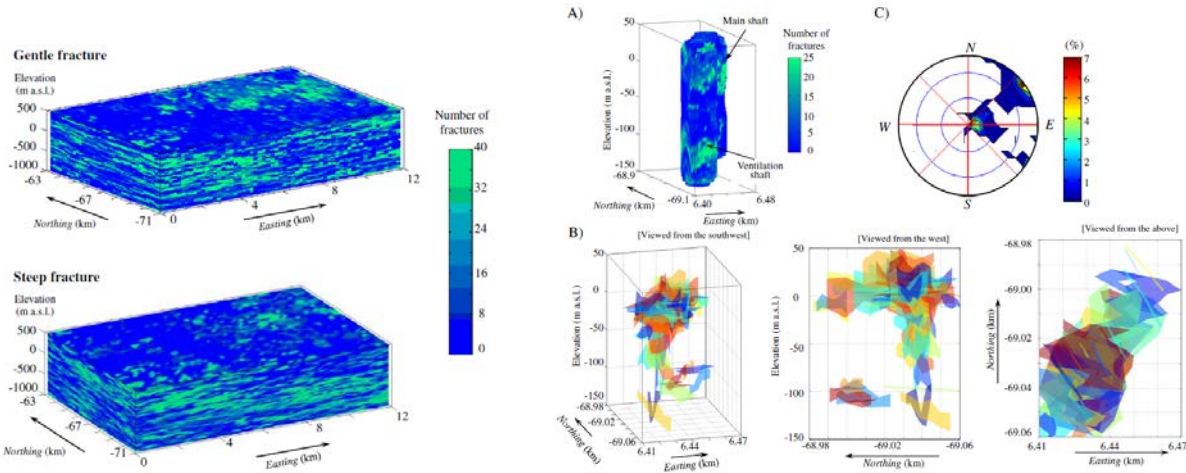 Gentle fracture
Elevation
(m a.s.l.)
500
0
-500
-1000
-63
-67
-71
Northing (km)
0
4
8
12
Easting (km)
Steep fracture
Elevation
(m a.s.l.)
500
0
-500
-1000
-63
-67
-71
Northing (km)
0
4
8
12
Easting (km)
Number of
fractures
40
32
24
16
8
0
A)
Main shaft
Ventilation
shaft
Elevation (m a.s.l.)
50
0
-50
-100
-150
-68.9
-69.1
Northing (km)
6.40
6.48
Easting (km)
Number of
fractures
25
20
15
10
5
0
C)
N
W
E
S
(%)
7
6
5
4
3
2
1
0
B)
[Viewed from the southwest]
Elevation (m a.s.l.)
50
0
-50
-100
-150
-68.98
-69.02
-69.06
Northing (km)
6.41
6.44
6.47
Easting (km)
[Viewed from the west]
Elevation (m a.s.l.)
50
0
-50
-100
-150
-68.98
-69.02
-69.06
Northing (km)
[Viewed from the above]
-68.98
-69.00
-69.02
-69.04
-69.06
Northing (km)
6.41
6.44
6.47
Easting (km)